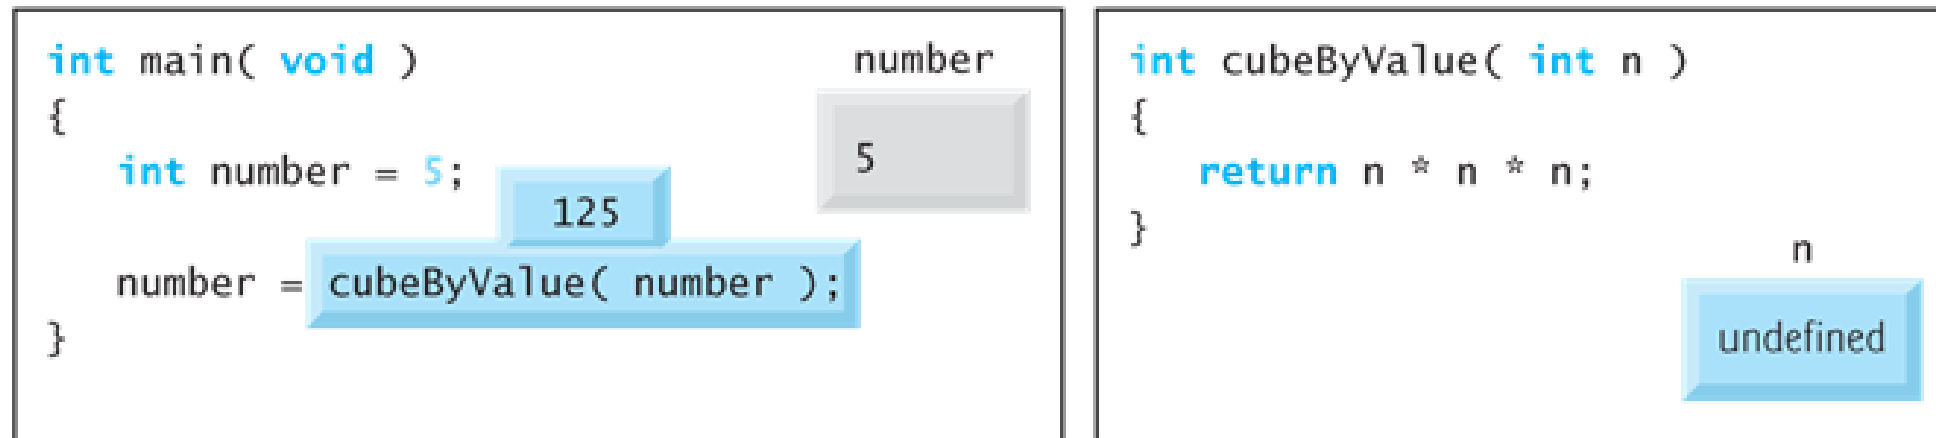 int main( void )
{
int number = 5;
number = cubeByValue( number );
}
125
number
5
int cubeByValue( int n )
{
return n * n * n;
}
n
undefined